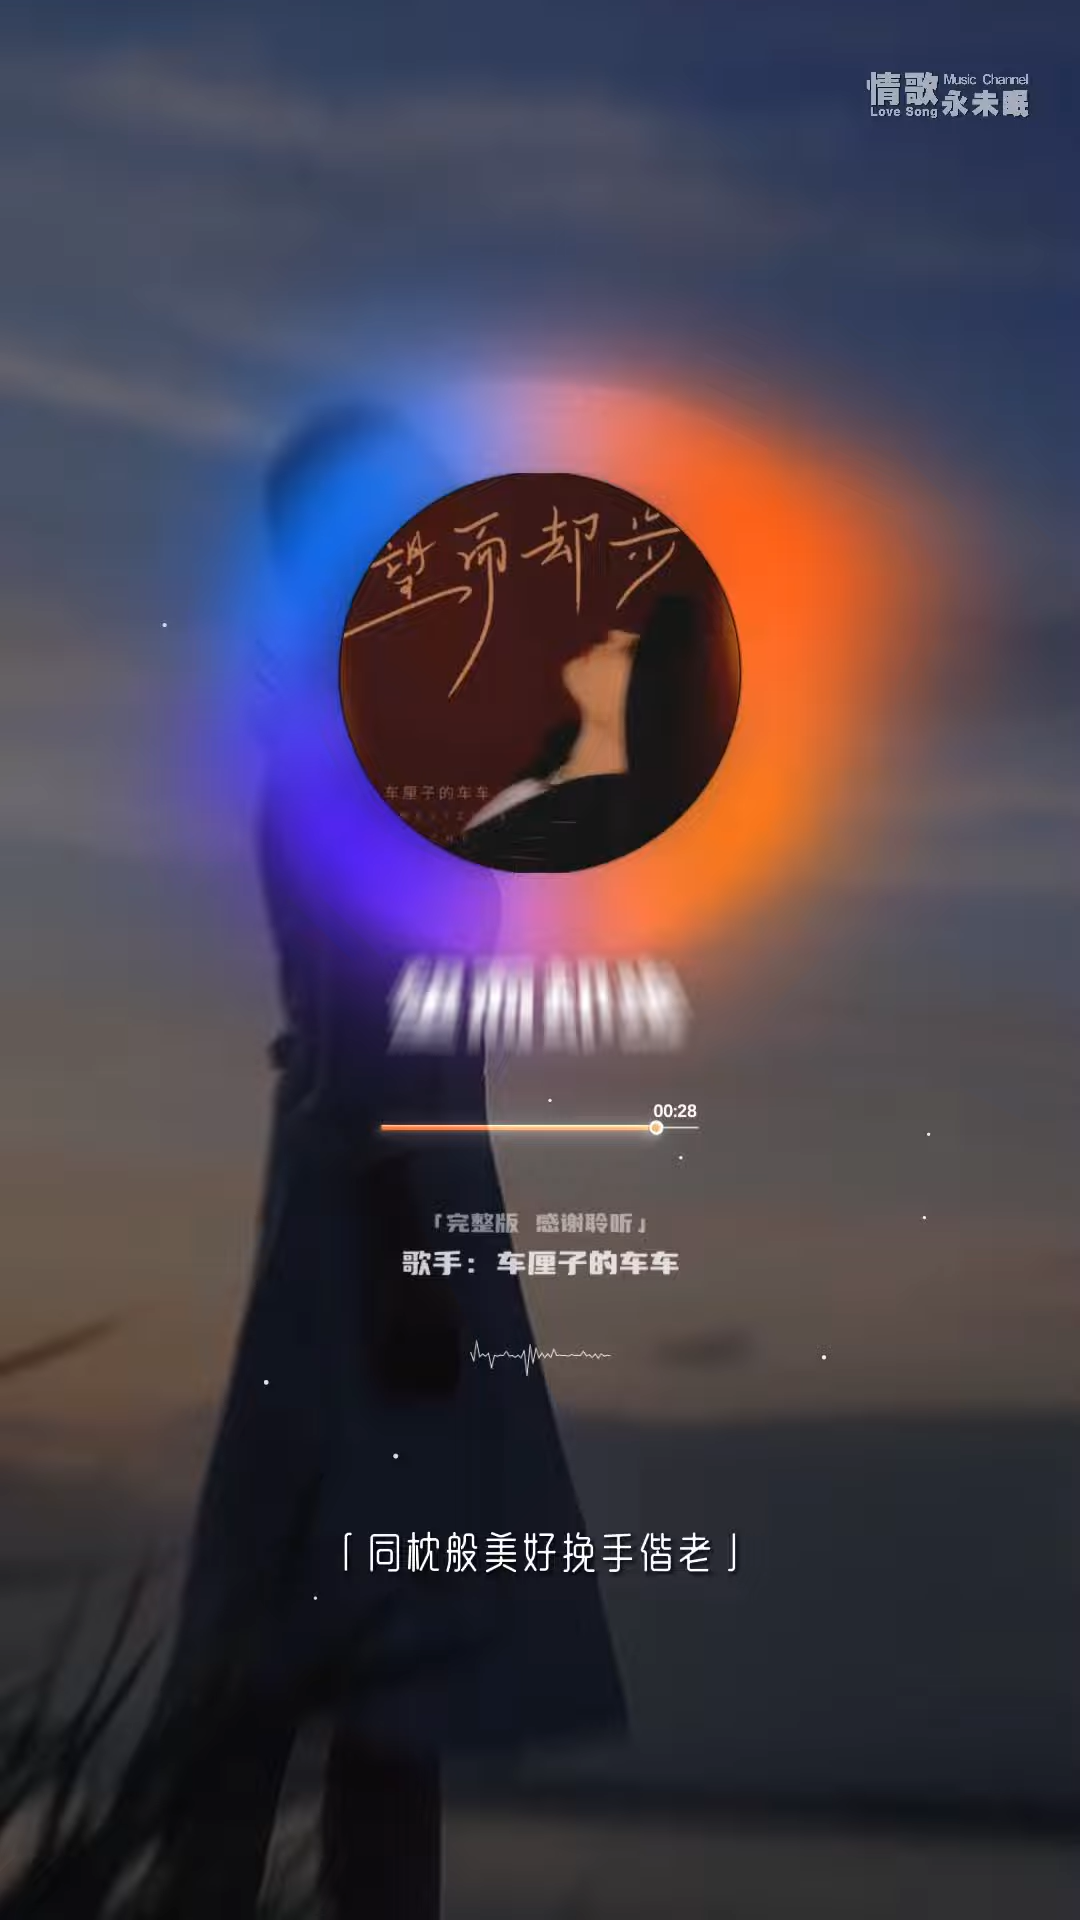 情歌 Music Channel
Love Song 永未眠
望而却步
车厘子的车车
00:28
「完整版 感谢聆听」
歌手：车厘子的车车
「同枕般美好挽手偕老」